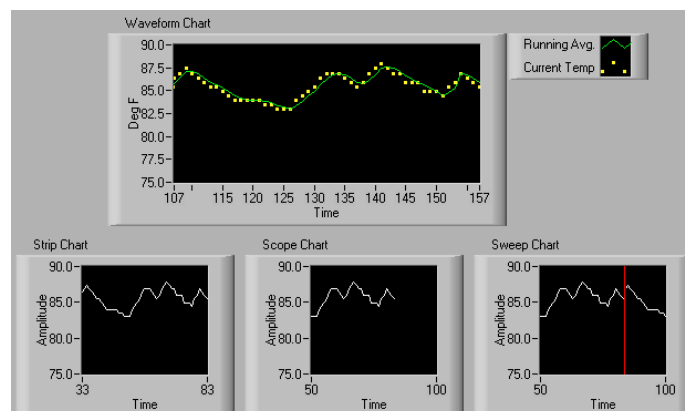 Waveform Chart
90.0
87.5
85.0
82.5
80.0
77.5
75.0
Deg F
107 115 120 125 130 135 140 145 150 157
Time
Running Avg.
Current Temp
Strip Chart
90.0
85.0
80.0
75.0
Amplitude
33 83
Time
Scope Chart
90.0
85.0
80.0
75.0
Amplitude
50 100
Time
Sweep Chart
90.0
85.0
80.0
75.0
Amplitude
50 100
Time